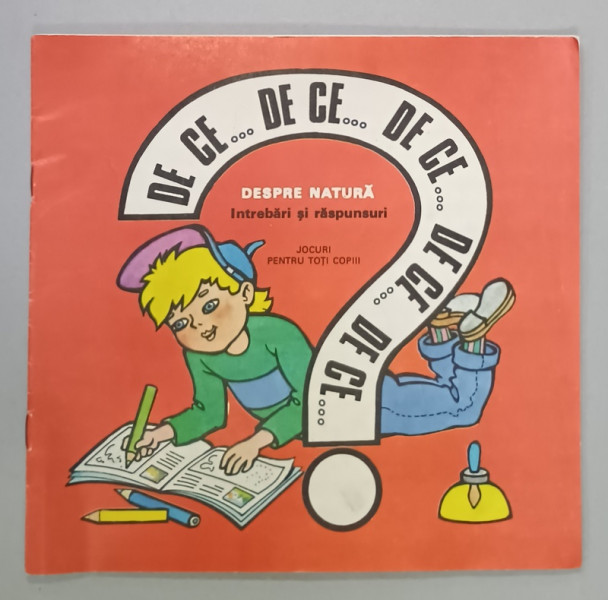 DE CE... DE CE... DE CE... DE CE... DE CE....
DESPRE NATURĂ
Intrebări și răspunsuri
JOCURI
PENTRU TOȚI COPIII